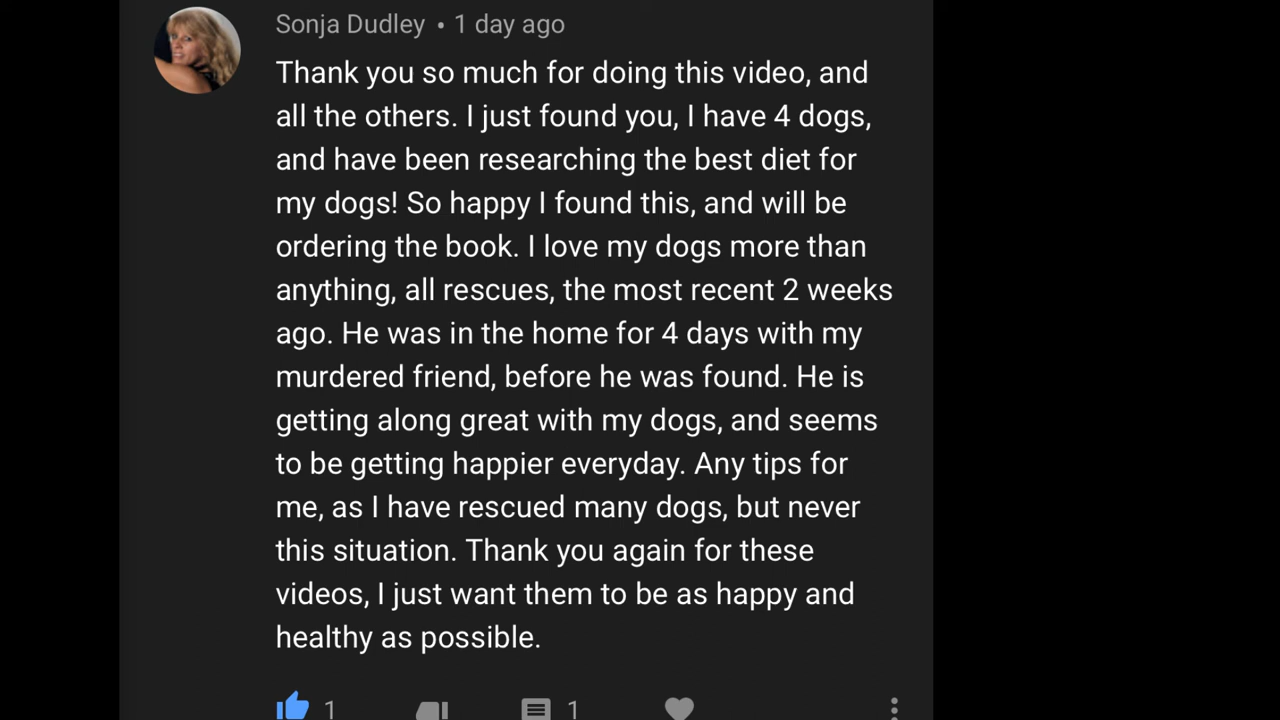 Sonja Dudley • 1 day ago
Thank you so much for doing this video, and
all the others. I just found you, I have 4 dogs,
and have been researching the best diet for
my dogs! So happy I found this, and will be
ordering the book. I love my dogs more than
anything, all rescues, the most recent 2 weeks
ago. He was in the home for 4 days with my
murdered friend, before he was found. He is
getting along great with my dogs, and seems
to be getting happier everyday. Any tips for
me, as I have rescued many dogs, but never
this situation. Thank you again for these
videos, I just want them to be as happy and
healthy as possible.
1 1